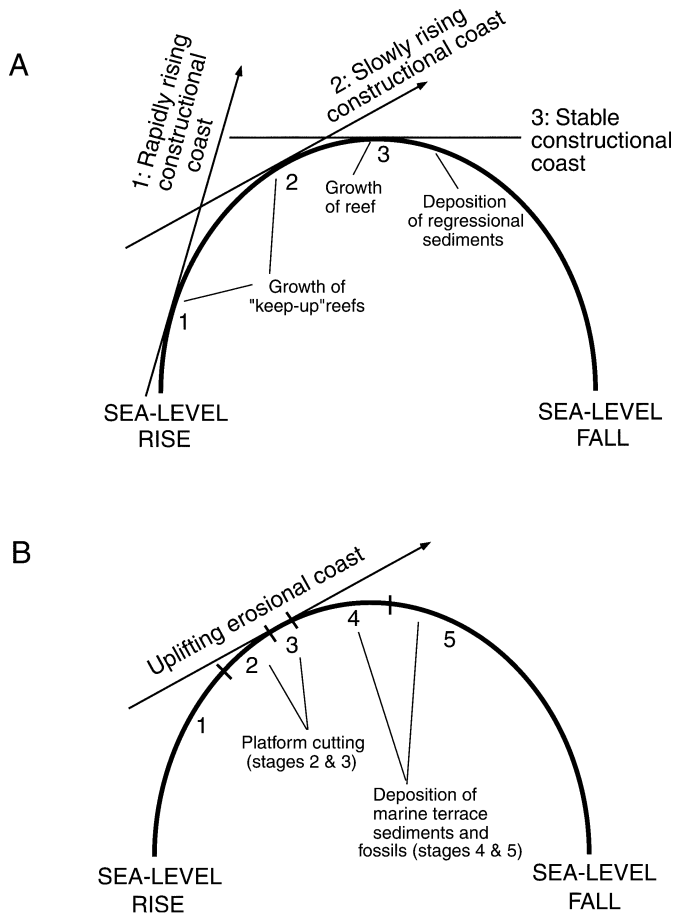 A
1: Rapidly rising
constructional
coast
2: Slowly rising
constructional coast
3: Stable
constructional
coast
2
3
Growth
of reef
Deposition
of regressional
sediments
Growth of
"keep-up"reefs
1
SEA-LEVEL
RISE
SEA-LEVEL
FALL
B
Uplifting erosional coast
4
3
5
2
1
Platform cutting
(stages 2 & 3)
Deposition of
marine terrace
sediments and
fossils (stages 4 & 5)
SEA-LEVEL
RISE
SEA-LEVEL
FALL